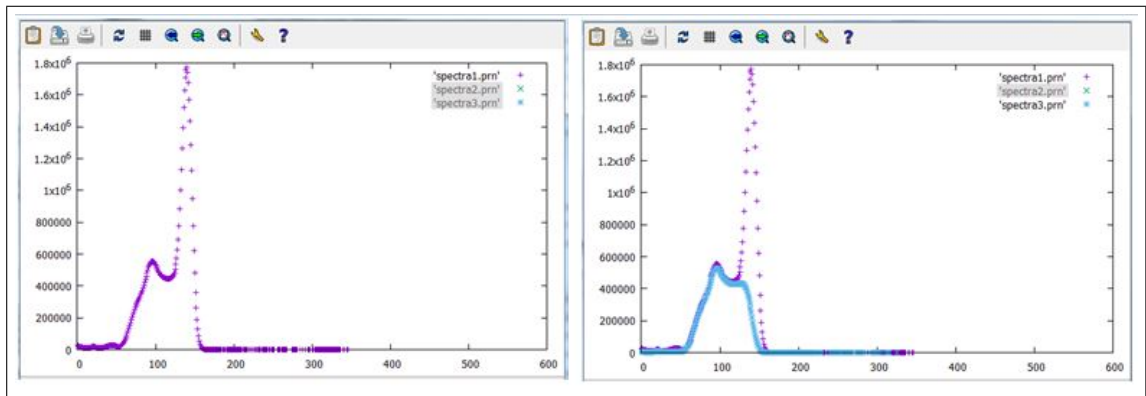 1.8x10⁶
1.6x10⁶
1.4x10⁶
1.2x10⁶
1x10⁶
800000
600000
400000
200000
0
'spectra1.prn'
'spectra2.prn'
'spectra3.prn'
0 100 200 300 400 500 600
1.8x10⁶
1.6x10⁶
1.4x10⁶
1.2x10⁶
1x10⁶
800000
600000
400000
200000
0
'spectra1.prn'
'spectra2.prn'
'spectra3.prn'
0 100 200 300 400 500 600